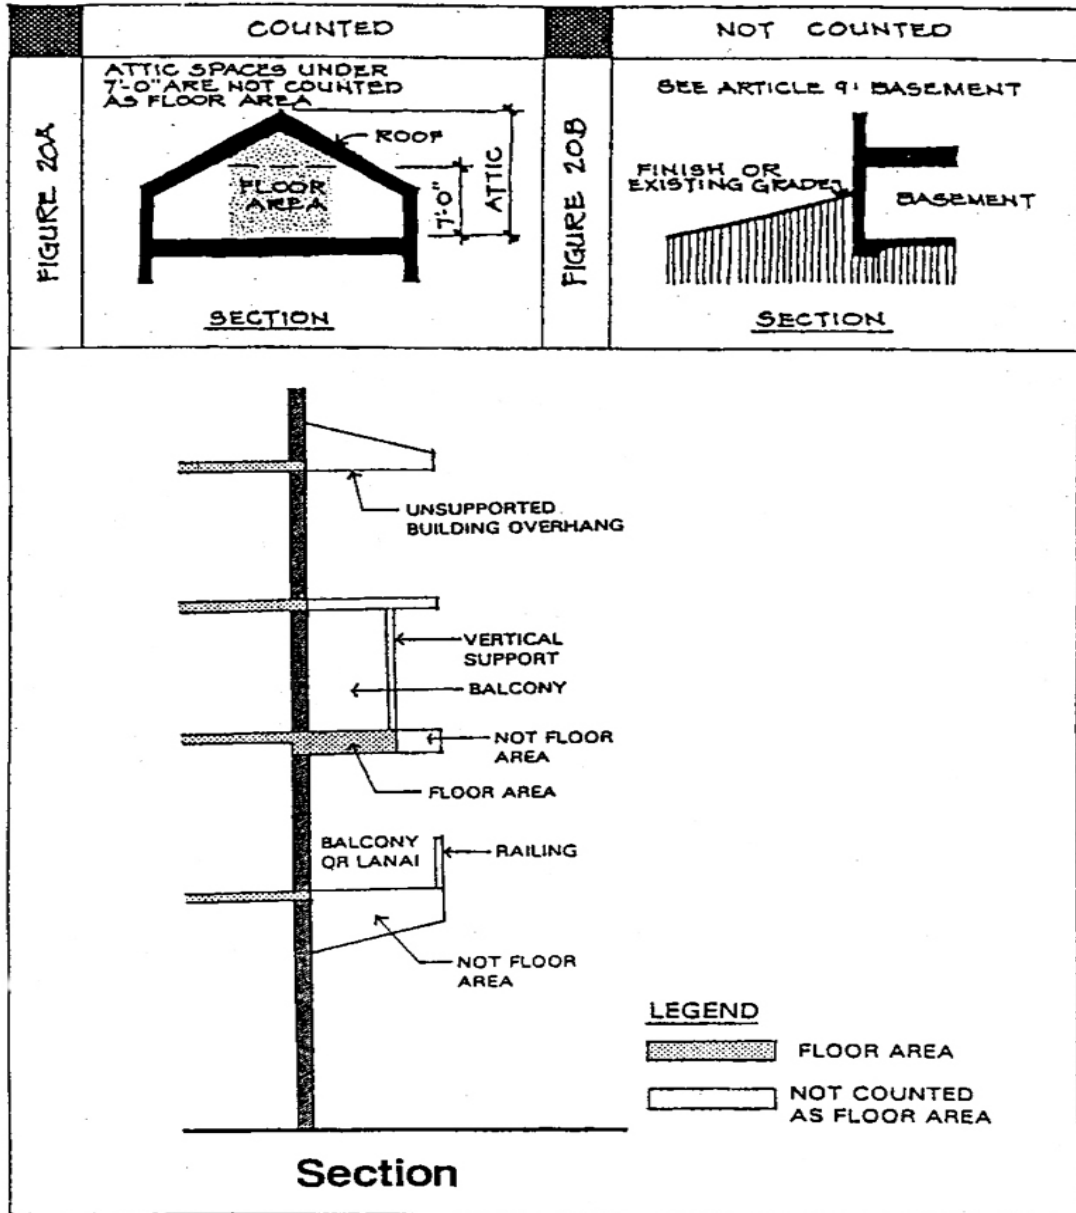 COUNTED
NOT COUNTED
FIGURE 20A
ATTIC SPACES UNDER
7'-0" ARE NOT COUNTED
AS FLOOR AREA
ROOF
FLOOR
AREA
7'-0"
ATTIC
SECTION
FIGURE 20B
SEE ARTICLE 9: BASEMENT
FINISH OR
EXISTING GRADE
BASEMENT
SECTION
UNSUPPORTED
BUILDING OVERHANG
VERTICAL
SUPPORT
BALCONY
NOT FLOOR
AREA
FLOOR AREA
BALCONY
OR LANAI
RAILING
NOT FLOOR
AREA
LEGEND
FLOOR AREA
NOT COUNTED
AS FLOOR AREA
Section